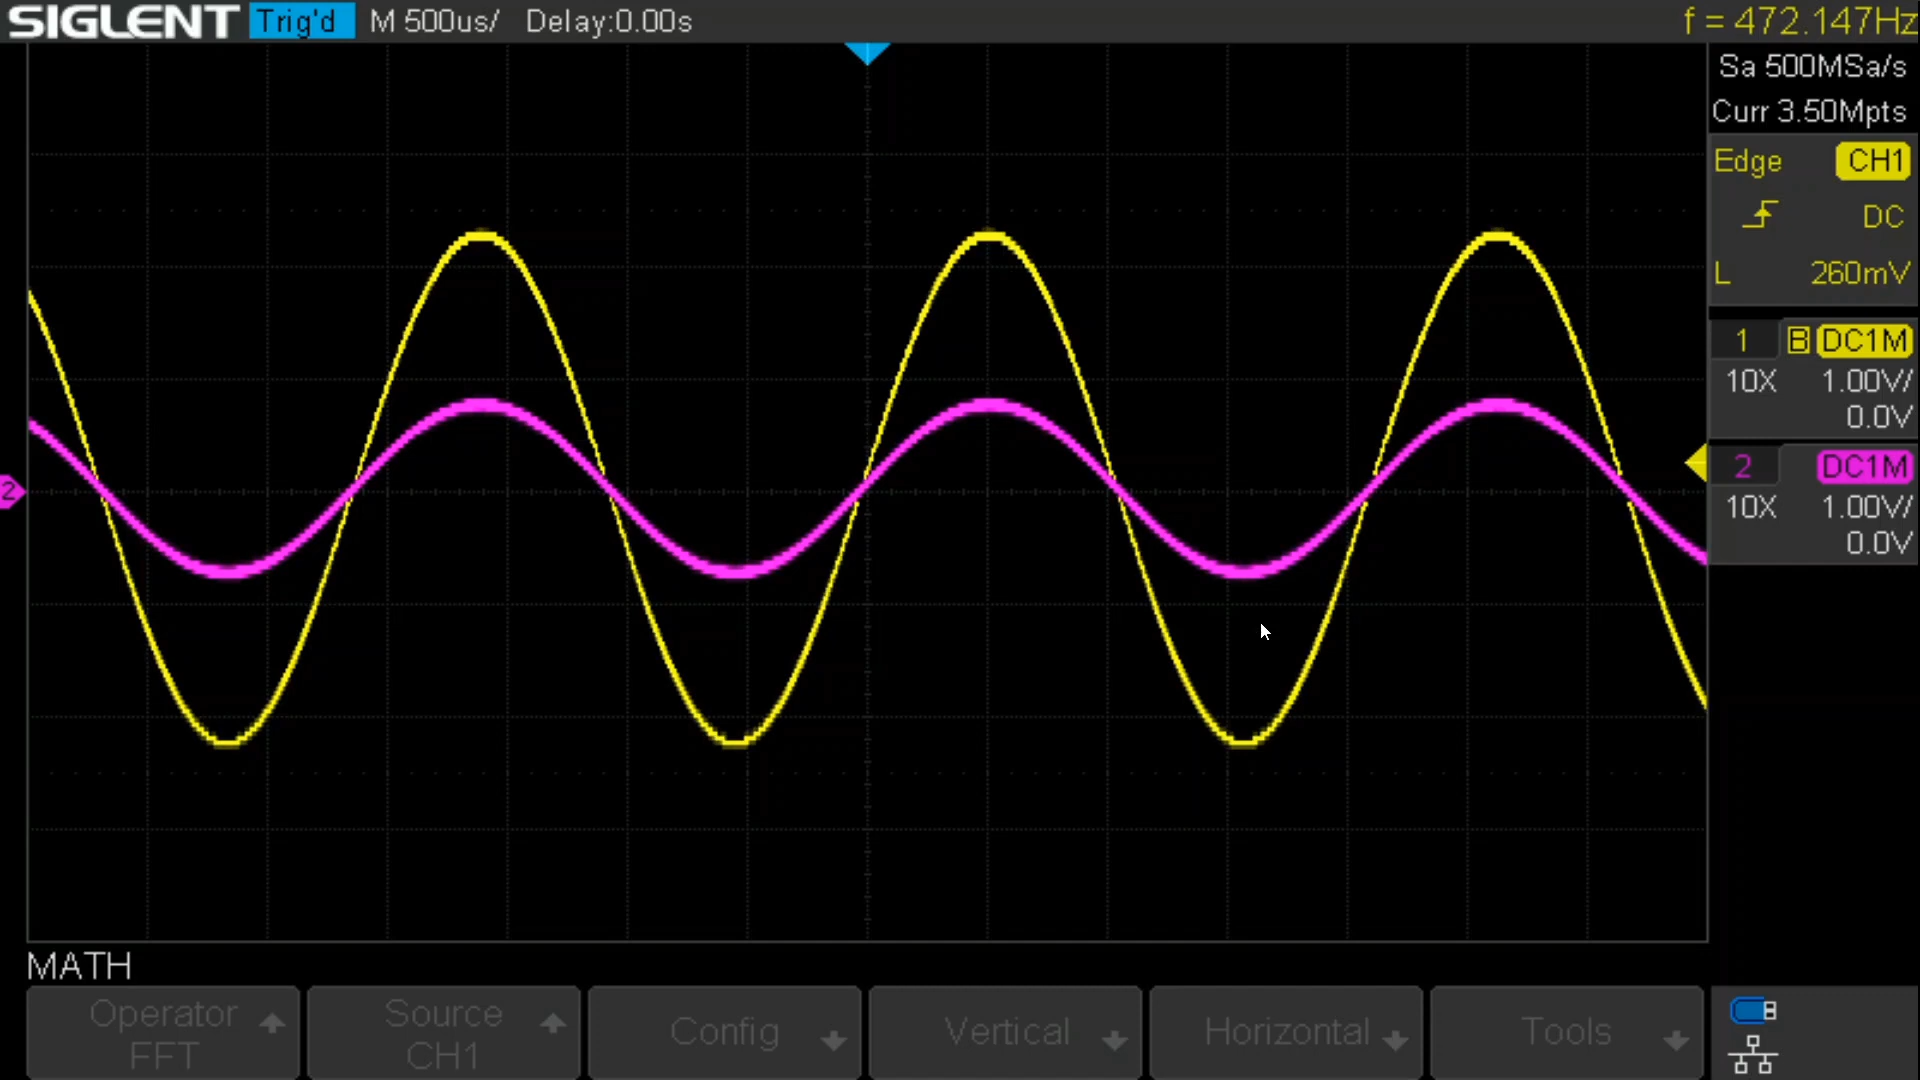 SIGLENT Trig'd M 500us/ Delay:0.00s f = 472.147Hz
Sa 500MSa/s
Curr 3.50Mpts
Edge CH1
DC
L 260mV
1 B DC1M
10X 1.00V/
0.0V
2 DC1M
10X 1.00V/
0.0V
2
MATH
Operator
FFT
Source
CH1
Config
Vertical
Horizontal
Tools